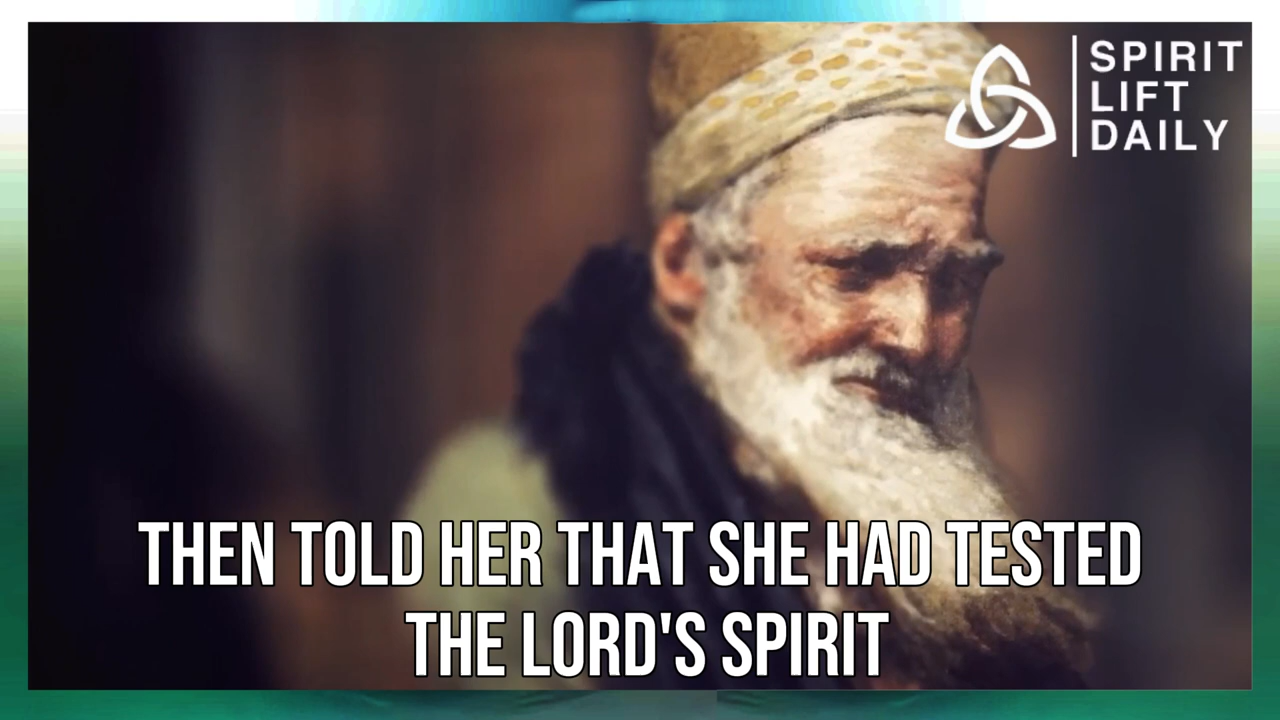 SPIRIT
LIFT
DAILY
THEN TOLD HER THAT SHE HAD TESTED
THE LORD'S SPIRIT